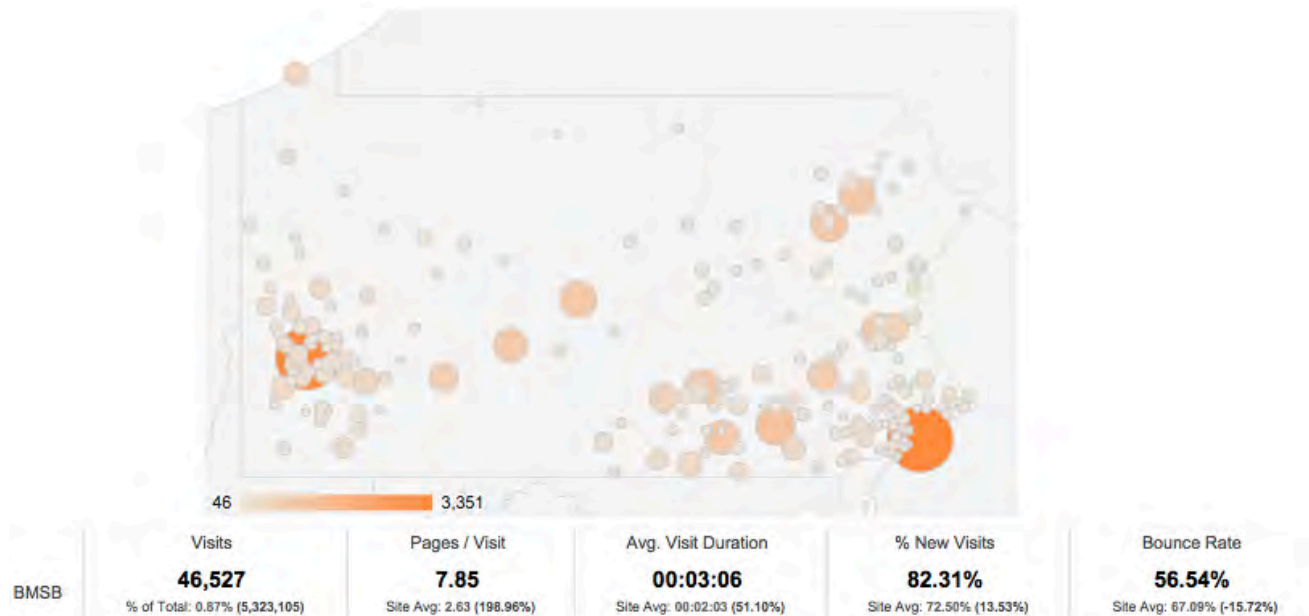 46 3,351
Visits Pages / Visit Avg. Visit Duration % New Visits Bounce Rate
BMSB 46,527 7.85 00:03:06 82.31% 56.54%
% of Total: 0.87% (5,323,105) Site Avg: 2.63 (198.96%) Site Avg: 00:02:03 (51.10%) Site Avg: 72.50% (13.53%) Site Avg: 67.09% (-15.72%)